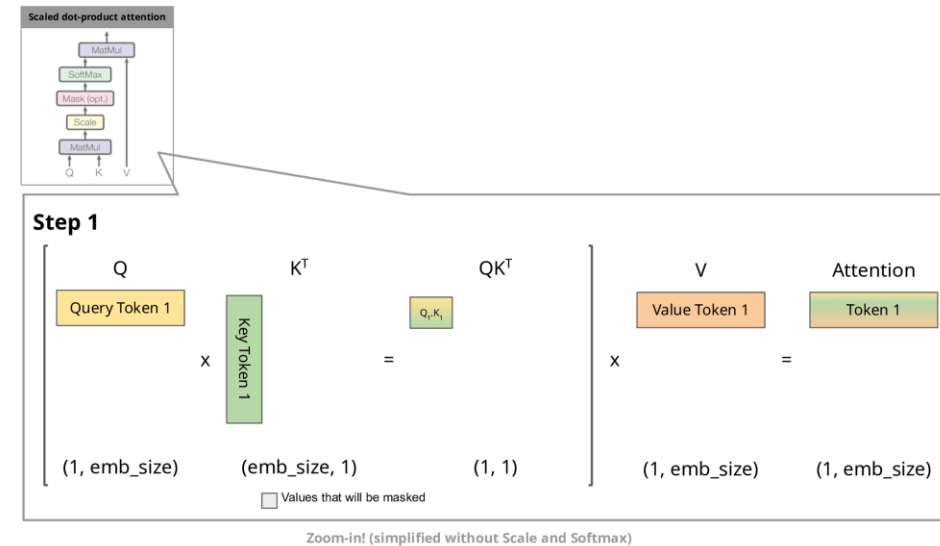 Scaled dot-product attention
MatMul
SoftMax
Mask (opt.)
Scale
MatMul
Q K V
Step 1
Q Kᵀ QKᵀ V Attention
Query Token 1 Key Token 1 Q₁.K₁ Value Token 1 Token 1
x = x =
(1, emb_size) (emb_size, 1) (1, 1) (1, emb_size) (1, emb_size)
Values that will be masked
Zoom-in! (simplified without Scale and Softmax)